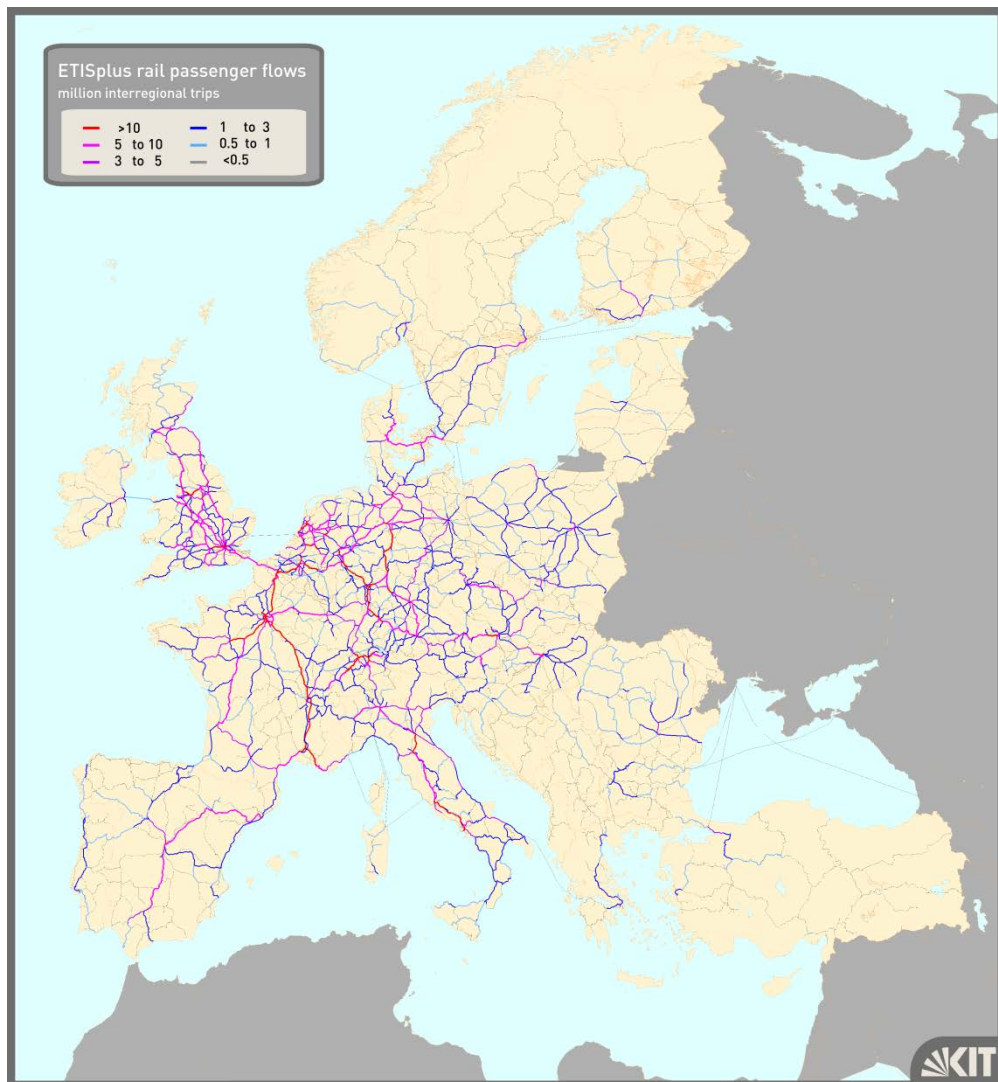 ETISplus rail passenger flows
million interregional trips
>10
5 to 10
3 to 5
1 to 3
0.5 to 1
<0.5
KIT